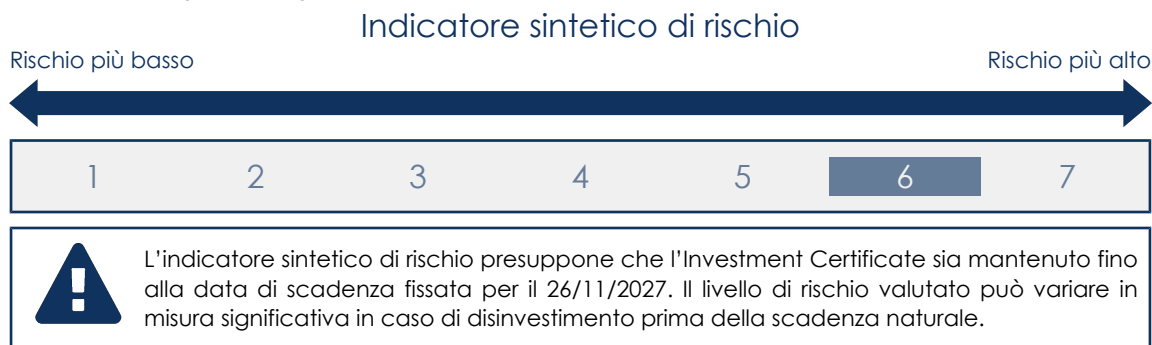 Indicatore sintetico di rischio
Rischio più basso
Rischio più alto
1 2 3 4 5 6 7
L'indicatore sintetico di rischio presuppone che l'Investment Certificate sia mantenuto fino
alla data di scadenza fissata per il 26/11/2027. Il livello di rischio valutato può variare in
misura significativa in caso di disinvestimento prima della scadenza naturale.